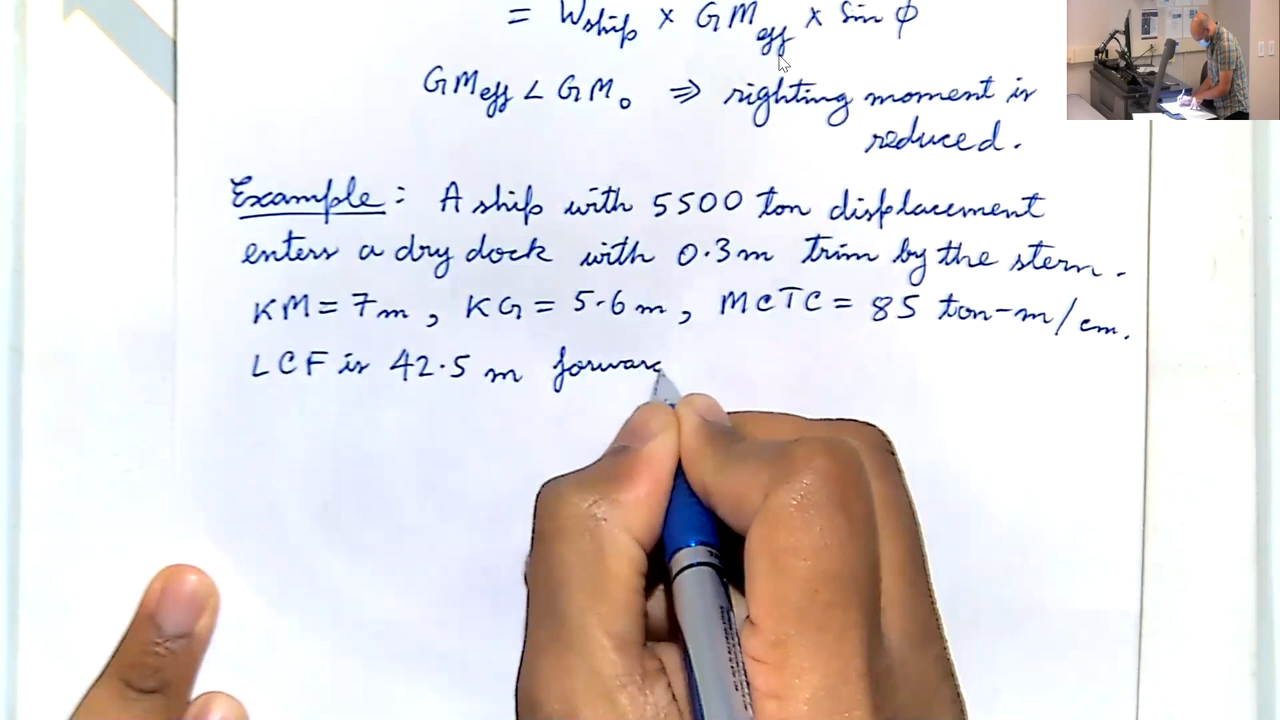 = Wship × GMeff × Sin φ
GMeff < GM₀ ⇒ righting moment is
reduced.
Example: A ship with 5500 ton displacement
enters a dry dock with 0.3m trim by the stern.
KM = 7m, KG = 5.6m, MCTC = 85 ton-m/cm.
LCF is 42.5 m forward